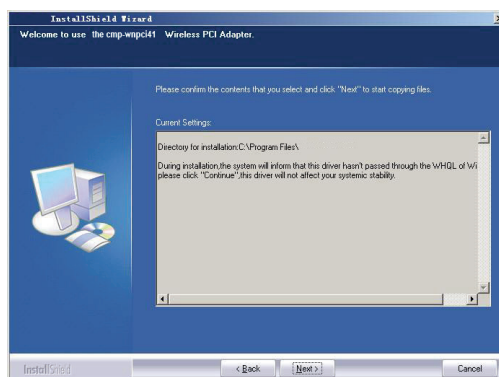 InstallShield Wizard
Welcome to use the cmp-wnpci41 Wireless PCI Adapter.
Please confirm the contents that you select and click "Next" to start copying files.
Current Settings:
Directory for installation:C:\Program Files\
During installation,the system will inform that this driver hasn't passed through the WHQL of Wi
please click "Continue",this driver will not affect your systemic stability.
InstallShield
< Back
Next >
Cancel